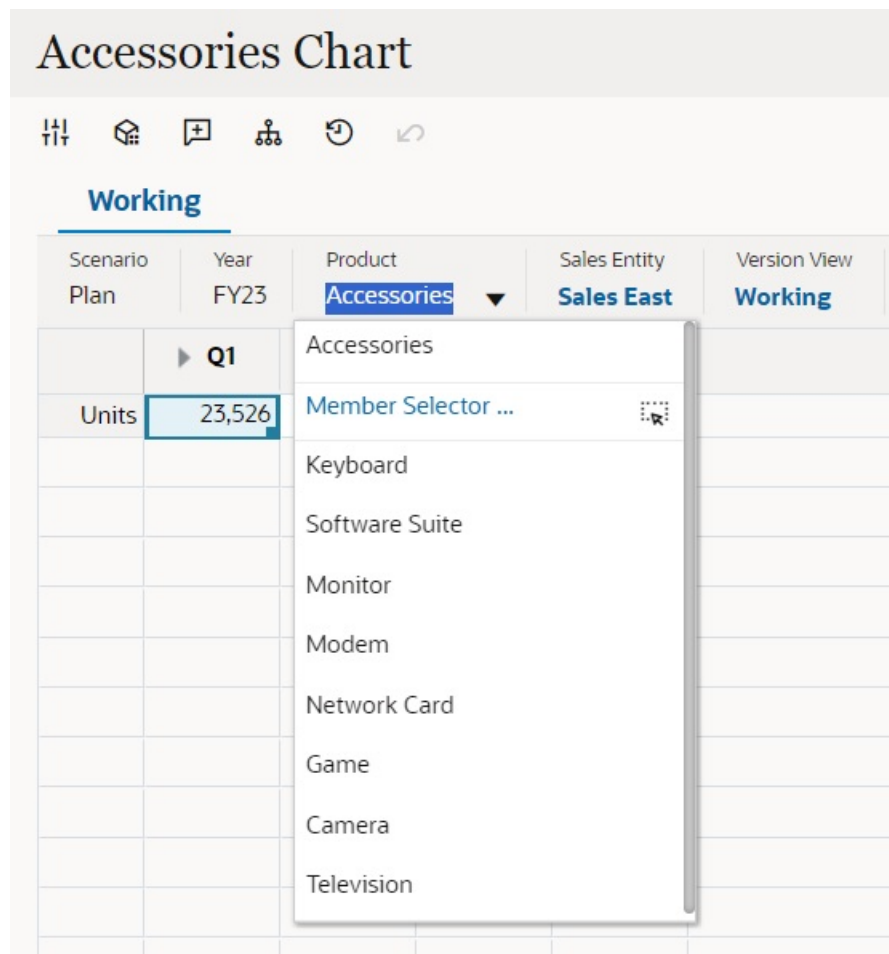 Accessories Chart
Working
Scenario Year Product Sales Entity Version View
Plan FY23 Accessories Sales East Working
Q1
Accessories
Units 23,526
Member Selector ...
Keyboard
Software Suite
Monitor
Modem
Network Card
Game
Camera
Television